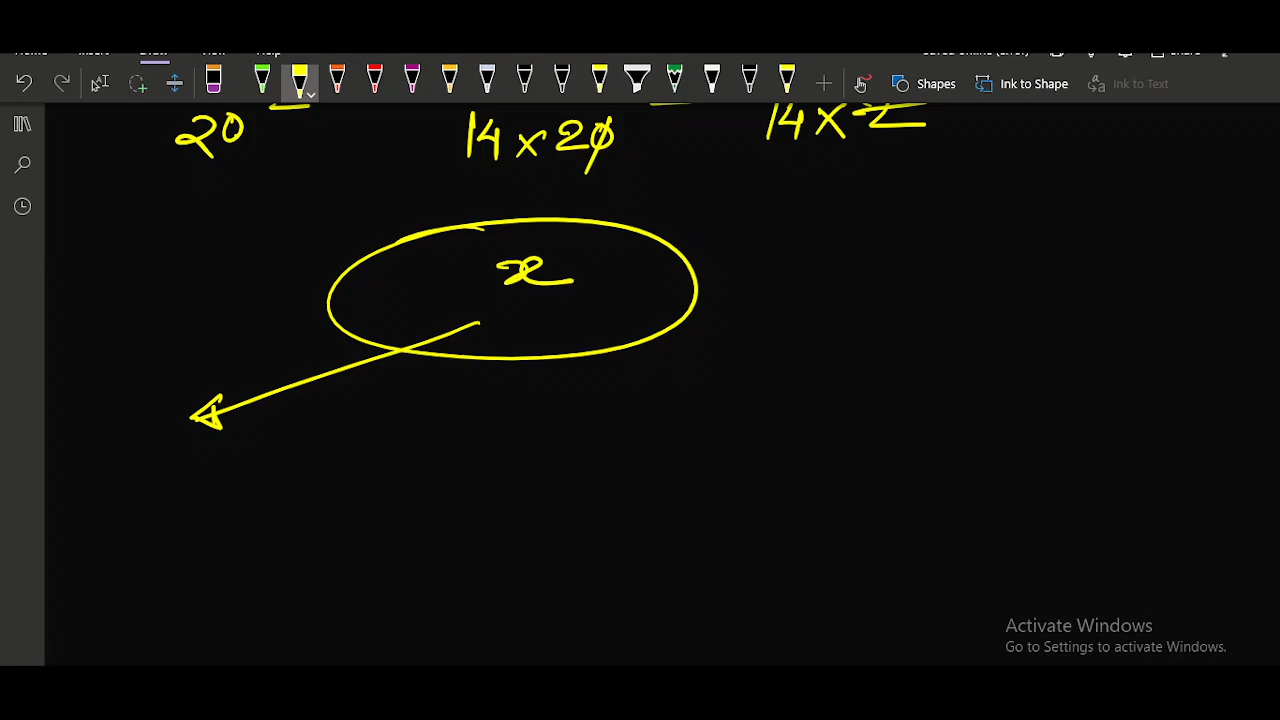 Shapes Ink to Shape Ink to Text
20 14 x 20 14 x 2
x
Activate Windows
Go to Settings to activate Windows.